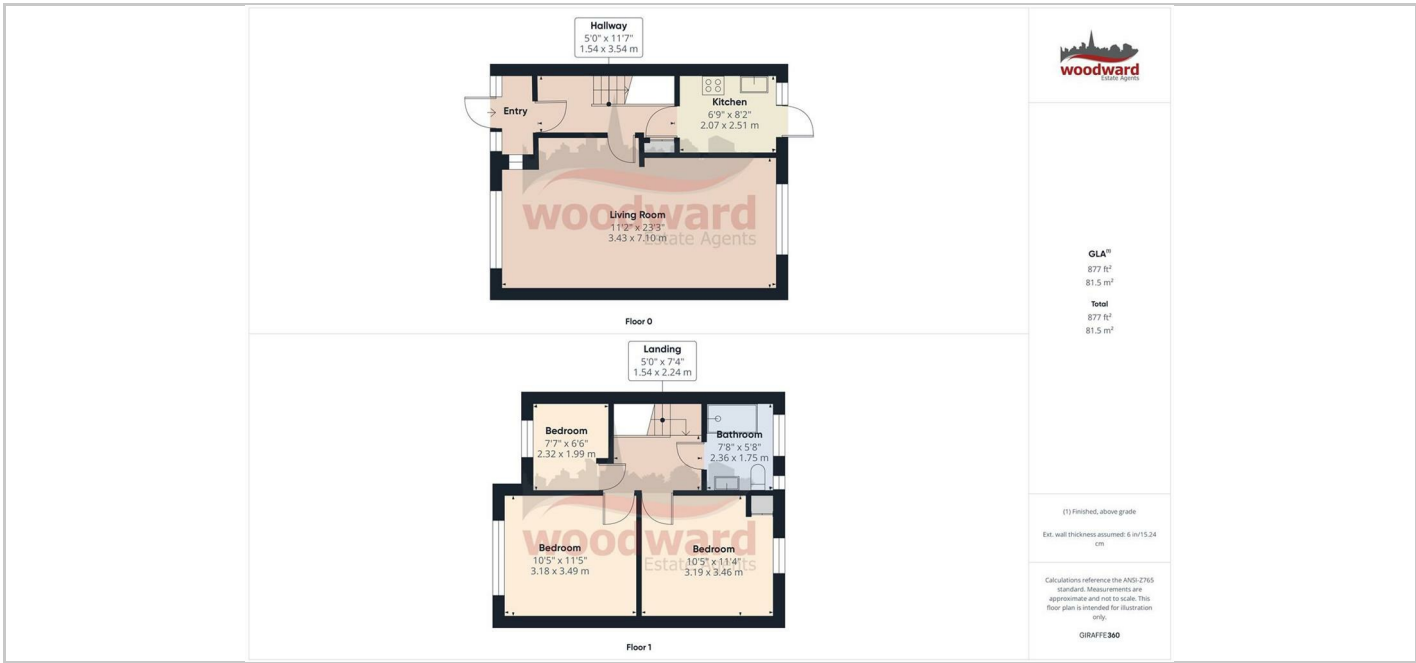 Hallway
5'0" x 11'7"
1.54 x 3.54 m
Entry
Kitchen
6'9" x 8'2"
2.07 x 2.51 m
woodward
Estate Agents
Living Room
11'2" x 23'3"
3.43 x 7.10 m
Floor 0
Landing
5'0" x 7'4"
1.54 x 2.24 m
Bedroom
7'7" x 6'6"
2.32 x 1.99 m
Bathroom
7'8" x 5'8"
2.36 x 1.75 m
woodward
Estate Agents
Bedroom
10'5" x 11'5"
3.18 x 3.49 m
Bedroom
10'5" x 11'4"
3.19 x 3.46 m
Floor 1
woodward
Estate Agents
GLA(1)
877 ft²
81.5 m²
Total
877 ft²
81.5 m²
(1) Finished, above grade
Ext. wall thickness assumed: 6 in/15.24
cm
Calculations reference the ANSI-Z765
standard. Measurements are
approximate and not to scale. This
floor plan is intended for illustration
only.
GIRAFFE360